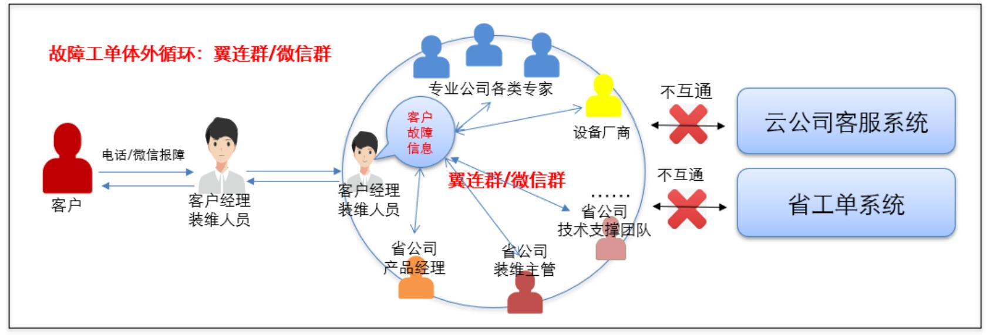 故障工单体外循环：翼连群/微信群
专业公司各类专家
不互通
云公司客服系统
客户
故障
信息
设备厂商
电话/微信报障
不互通
翼连群/微信群
省工单系统
客户
客户经理
装维人员
客户经理
装维人员
……
省公司
技术支撑团队
省公司
产品经理
省公司
装维主管